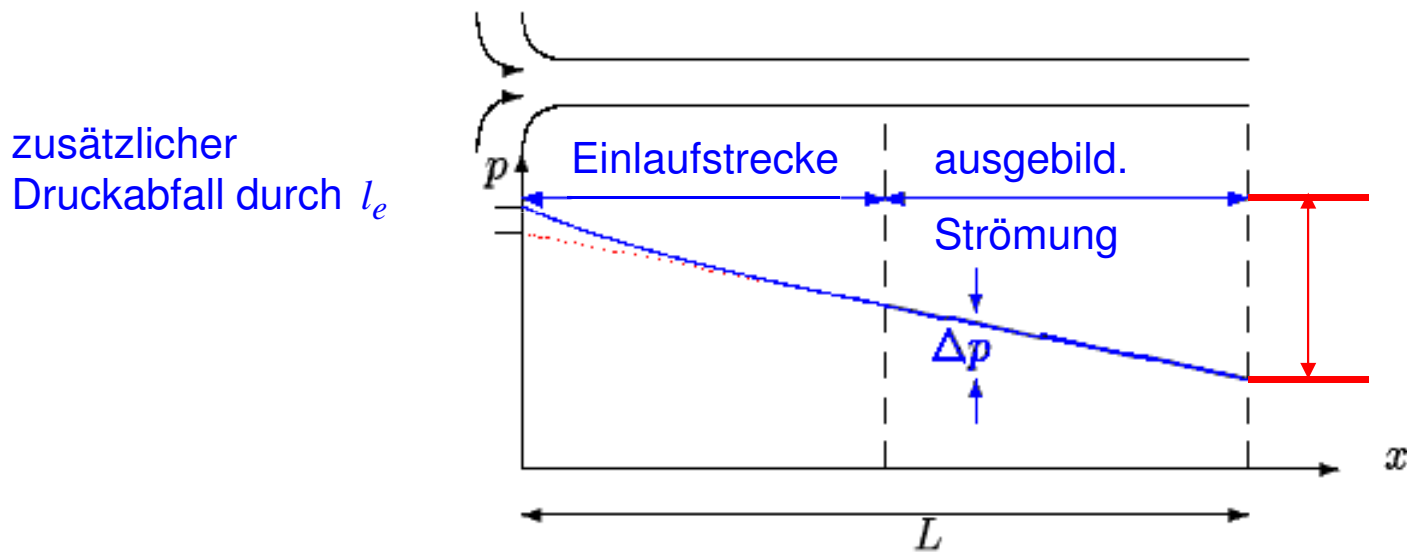 zusätzlicher
Druckabfall durch l_e
p
Einlaufstrecke
ausgebild.
Strömung
Δp
x
L